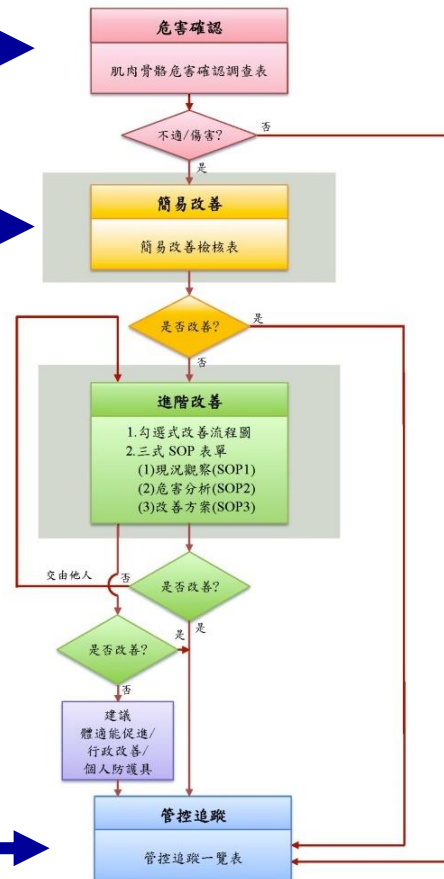 危害確認
肌肉骨骼危害確認調查表
不適/傷害?
否
是
簡易改善
簡易改善檢核表
是否改善?
是
否
進階改善
1.勾選式改善流程圖
2.三式 SOP 表單
(1)現況觀察(SOP1)
(2)危害分析(SOP2)
(3)改善方案(SOP3)
交由他人
否
是否改善?
是
是
是否改善?
否
建議
體適能促進/
行政改善/
個人防護具
管控追蹤
管控追蹤一覽表